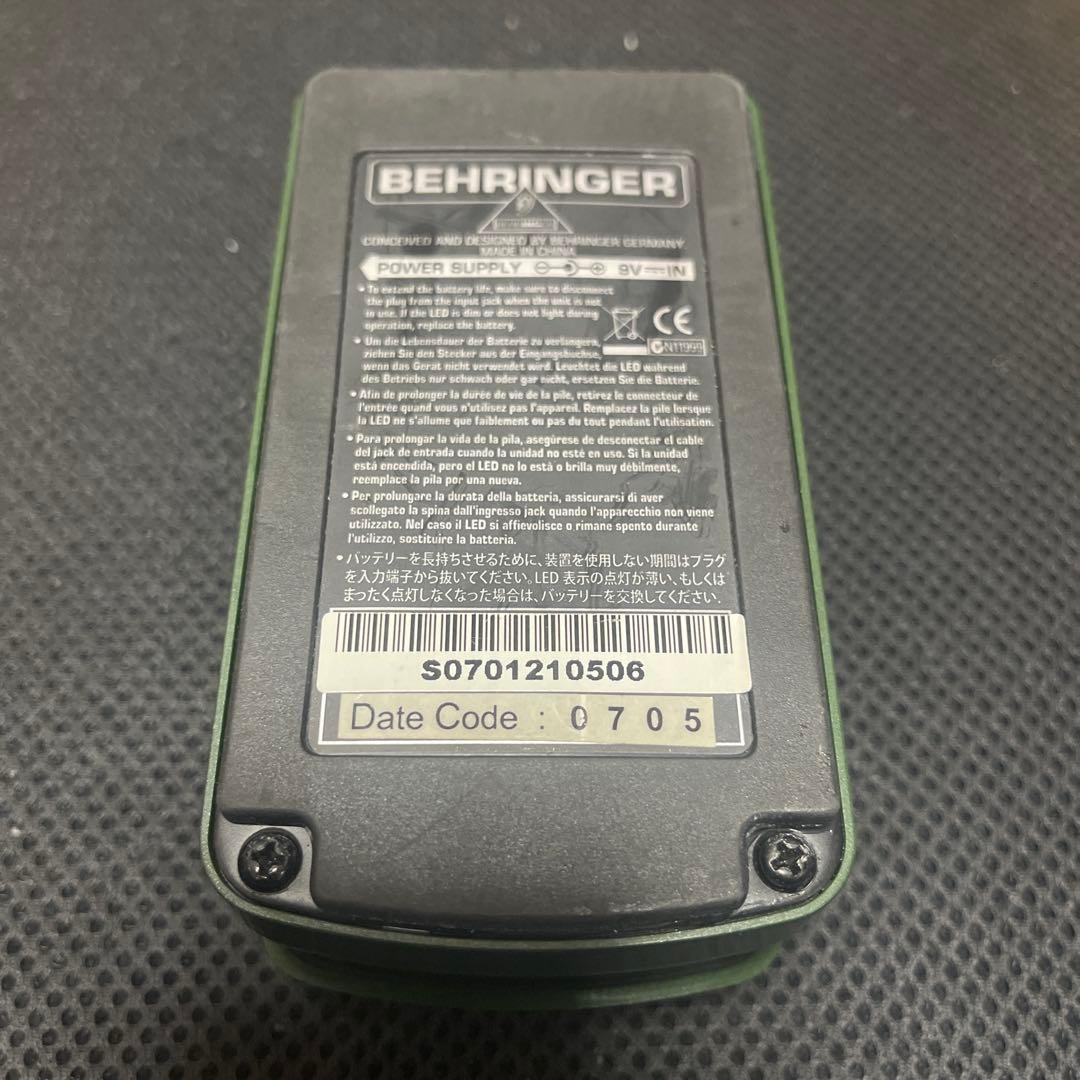 BEHRINGER
CONCEIVED AND DESIGNED BY BEHRINGER GERMANY
MADE IN CHINA
POWER SUPPLY 9V IN
• To extend the battery life, make sure to disconnect
the plug from the input jack when the unit is not
in use. If the LED is dim or does not light during
operation, replace the battery.
CE
N11999
• Um die Lebensdauer der Batterie zu verlängern,
ziehen Sie den Stecker aus der Eingangsbuchse,
wenn das Gerät nicht verwendet wird. Leuchtet die LED während
des Betriebs nur schwach oder gar nicht, ersetzen Sie die Batterie.
• Afin de prolonger la durée de vie de la pile, retirez le connecteur de
l'entrée quand vous n'utilisez pas l'appareil. Remplacez la pile lorsque
la LED ne s'allume que faiblement ou pas du tout pendant l'utilisation.
• Para prolongar la vida de la pila, asegúrese de desconectar el cable
del jack de entrada cuando la unidad no esté en uso. Si la unidad
está encendida, pero el LED no lo està o brilla muy débilmente,
reemplace la pila por una nueva.
• Per prolungare la durata della batteria, assicurarsi di aver
scollegato la spina dall'ingresso jack quando l'apparecchio non viene
utilizzato. Nel caso il LED si affievolisce o rimane spento durante
l'utilizzo, sostituire la batteria.
• バッテリーを長持ちさせるために、装置を使用しない期間はプラグ
を入力端子から抜いてください。LED 表示の点灯が薄い、もしくは
まったく点灯しなくなった場合は、バッテリーを交換してください.
S0701210506
Date Code : 0705